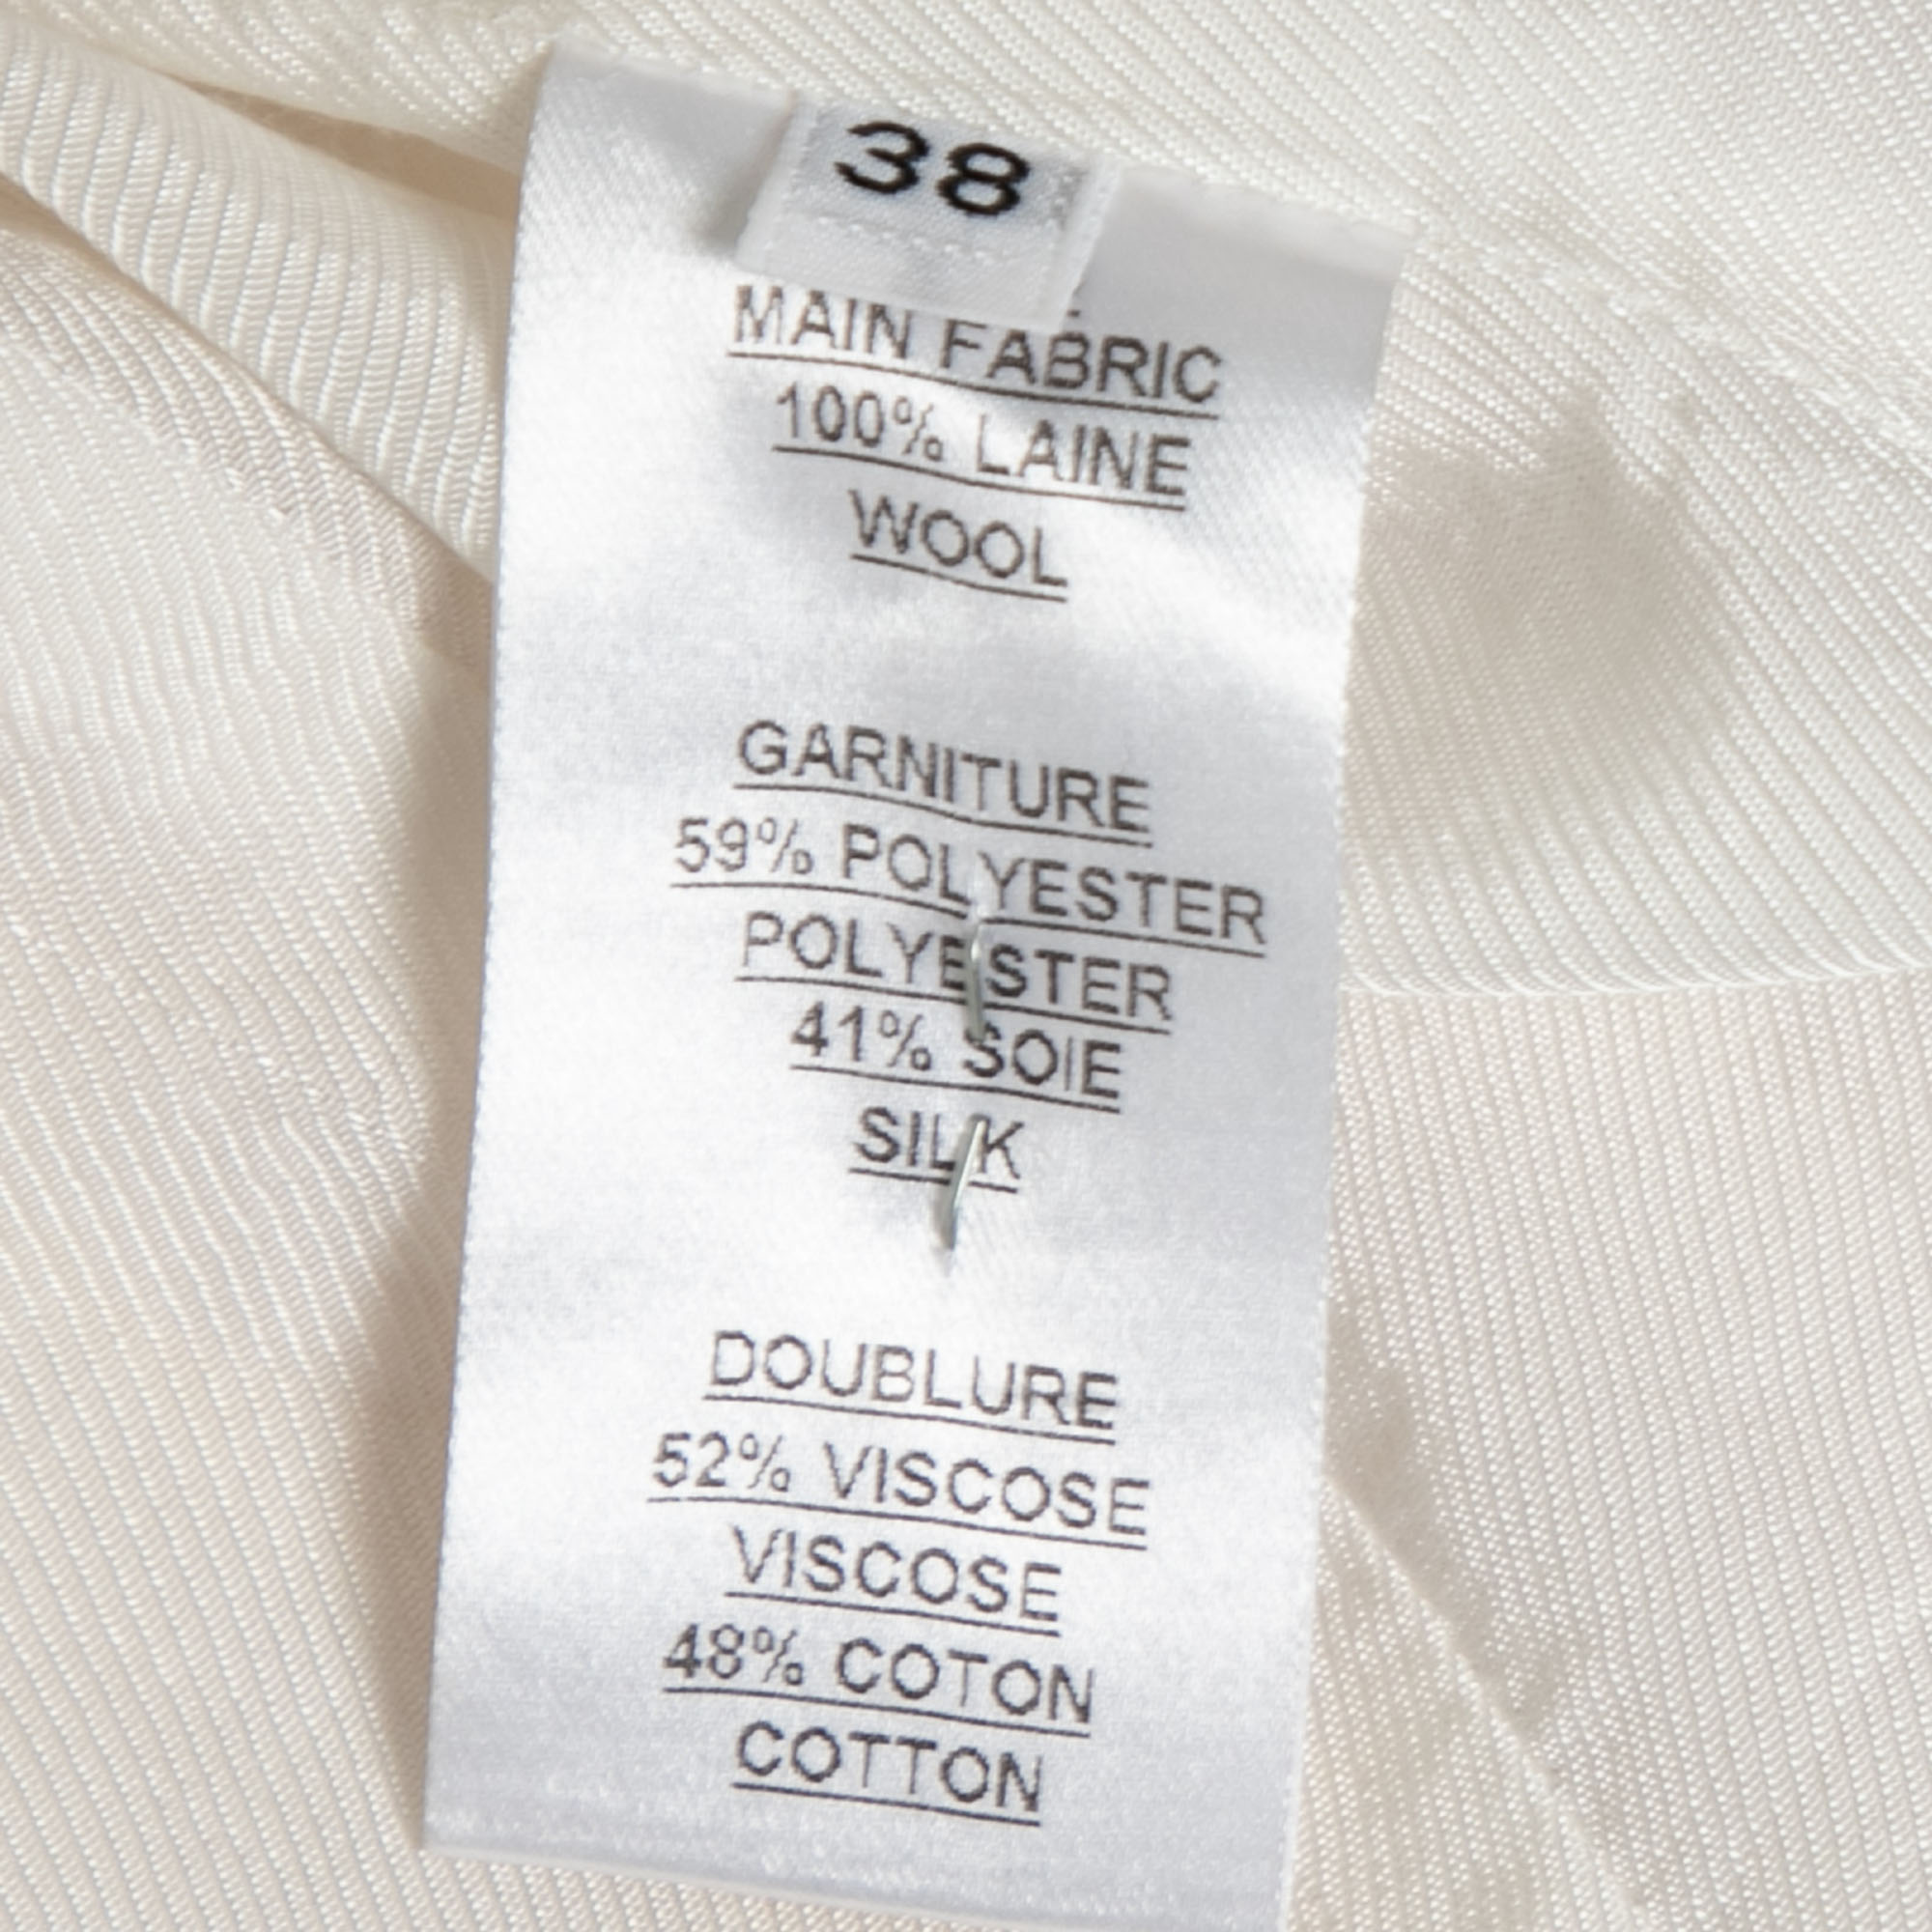 38
MAIN FABRIC
100% LAINE
WOOL
GARNITURE
59% POLYESTER
POLYESTER
41% SOIE
SILK
DOUBLURE
52% VISCOSE
VISCOSE
48% COTON
COTTON